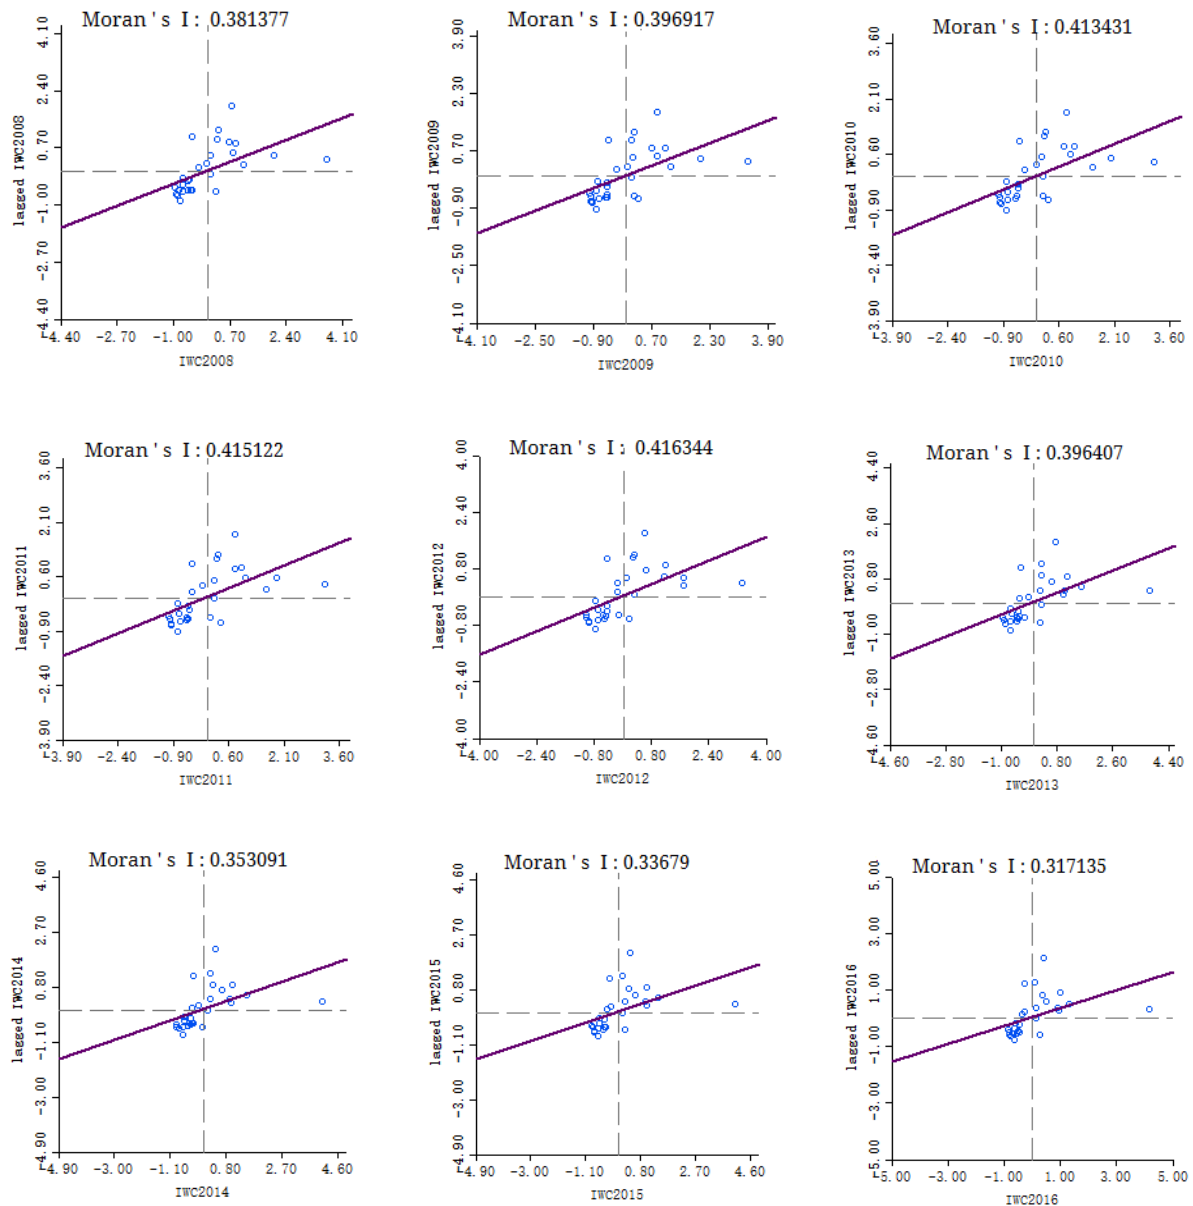 Moran's I: 0.381377
4.10
2.40
0.70
-1.00
-2.70
-4.40
lagged IWC2008
-4.40 -2.70 -1.00 0.70 2.40 4.10
IWC2008
Moran's I: 0.396917
3.90
2.30
0.70
-0.90
-2.50
-4.10
lagged IWC2009
-4.10 -2.50 -0.90 0.70 2.30 3.90
IWC2009
Moran's I: 0.413431
3.60
2.10
0.60
-0.90
-2.40
-3.90
lagged IWC2010
-3.90 -2.40 -0.90 0.60 2.10 3.60
IWC2010
Moran's I: 0.415122
3.60
2.10
0.60
-0.90
-2.40
-3.90
lagged IWC2011
-3.90 -2.40 -0.90 0.60 2.10 3.60
IWC2011
Moran's I: 0.416344
4.00
2.40
0.80
-0.80
-2.40
-4.00
lagged IWC2012
-4.00 -2.40 -0.80 0.80 2.40 4.00
IWC2012
Moran's I: 0.396407
4.40
2.60
0.80
-1.00
-2.80
-4.60
lagged IWC2013
-4.60 -2.80 -1.00 0.80 2.60 4.40
IWC2013
Moran's I: 0.353091
4.60
2.70
0.80
-1.10
-3.00
-4.90
lagged IWC2014
-4.90 -3.00 -1.10 0.80 2.70 4.60
IWC2014
Moran's I: 0.33679
4.60
2.70
0.80
-1.10
-3.00
-4.90
lagged IWC2015
-4.90 -3.00 -1.10 0.80 2.70 4.60
IWC2015
Moran's I: 0.317135
5.00
3.00
1.00
-1.00
-3.00
-5.00
lagged IWC2016
-5.00 -3.00 -1.00 1.00 3.00 5.00
IWC2016